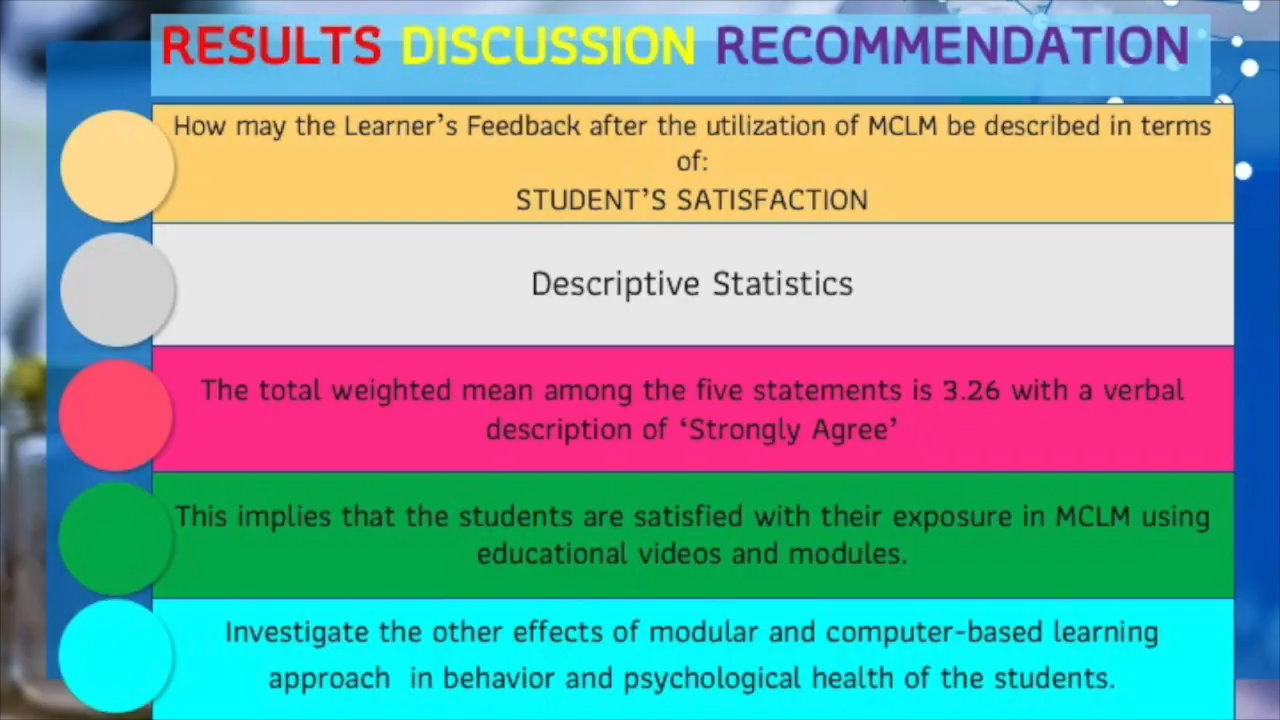 RESULTS DISCUSSION RECOMMENDATION
How may the Learner’s Feedback after the utilization of MCLM be described in terms
of:
STUDENT’S SATISFACTION
Descriptive Statistics
The total weighted mean among the five statements is 3.26 with a verbal
description of ‘Strongly Agree’
This implies that the students are satisfied with their exposure in MCLM using
educational videos and modules.
Investigate the other effects of modular and computer-based learning
approach in behavior and psychological health of the students.